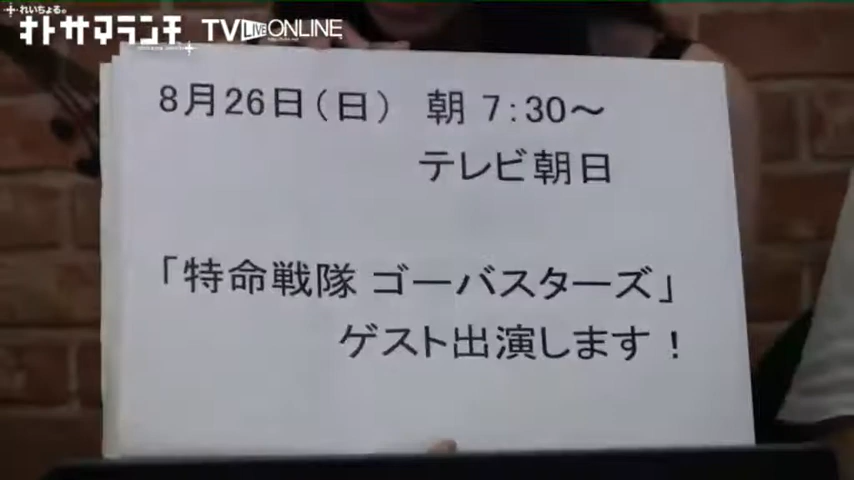 れいちょる。
オトサマランチ TV LIVE ONLINE
8月26日(日) 朝 7:30～
テレビ朝日
「特命戦隊 ゴーバスターズ」
ゲスト出演します！